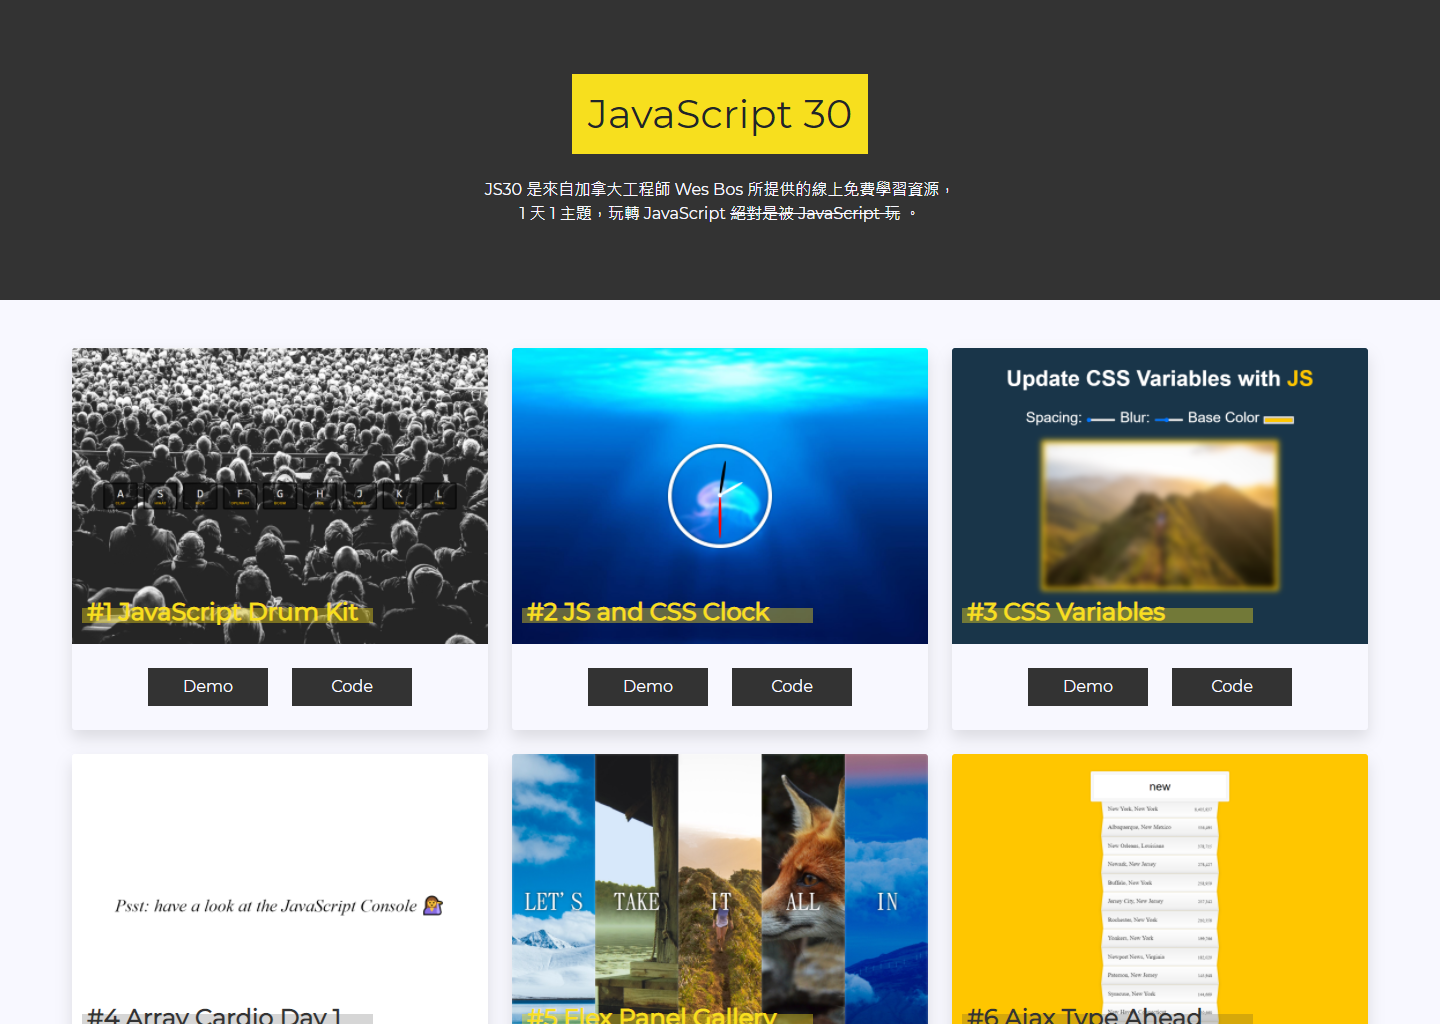 JavaScript 30
JS30 是來自加拿大工程師 Wes Bos 所提供的線上免費學習資源，
1 天 1 主題，玩轉 JavaScript 絕對是被 JavaScript 玩 。
A S D F G H J K L
#1 JavaScript Drum Kit
Demo
Code
#2 JS and CSS Clock
Demo
Code
Update CSS Variables with JS
Spacing: Blur: Base Color
#3 CSS Variables
Demo
Code
Psst: have a look at the JavaScript Console
#4 Array Cardio Day 1
LET'S TAKE IT ALL IN
#5 Flex Panel Gallery
new
New York, New York
Albuquerque, New Mexico
New Orleans, Louisiana
Newark, New Jersey
Buffalo, New York
Jersey City, New Jersey
Rochester, New York
Yonkers, New York
Newport News, Virginia
Paterson, New Jersey
Syracuse, New York
#6 Ajax Type Ahead